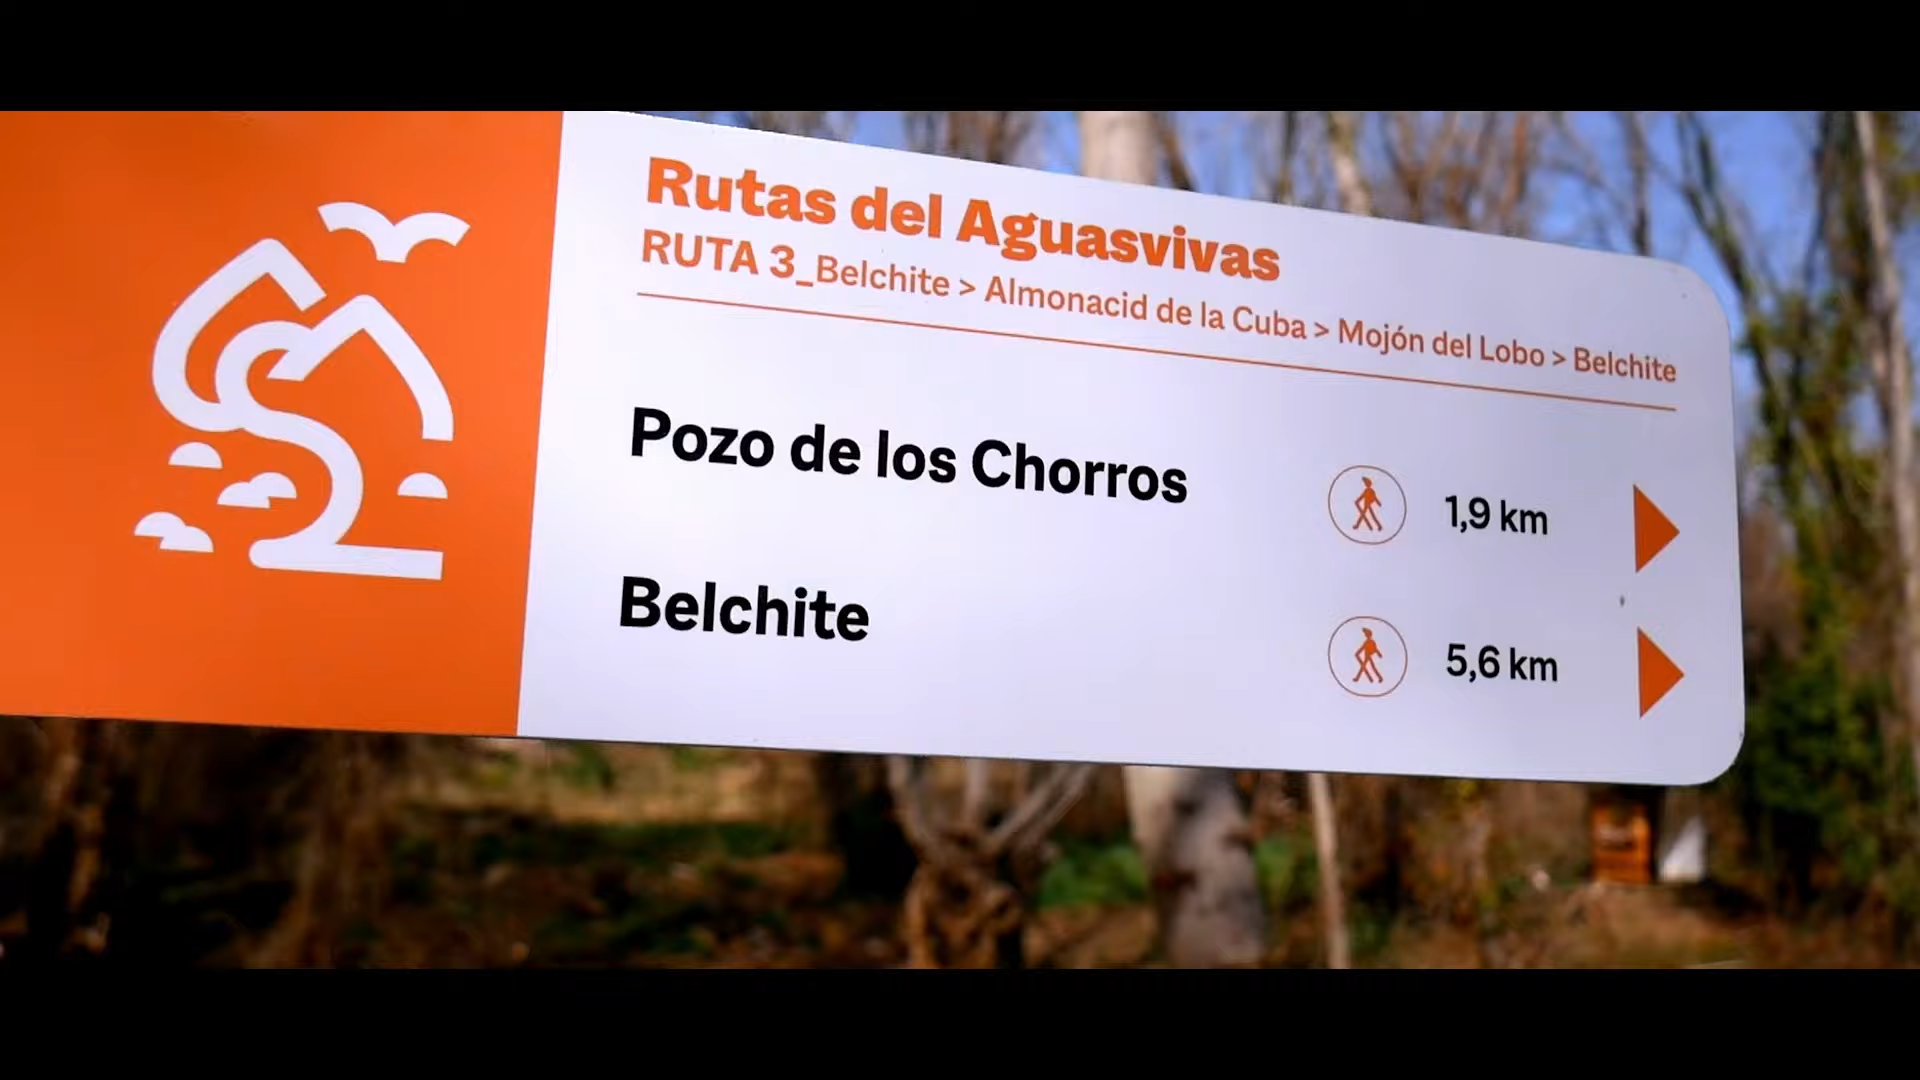 Rutas del Aguasvivas
RUTA 3_Belchite > Almonacid de la Cuba > Mojón del Lobo > Belchite
Pozo de los Chorros 1,9 km
Belchite 5,6 km